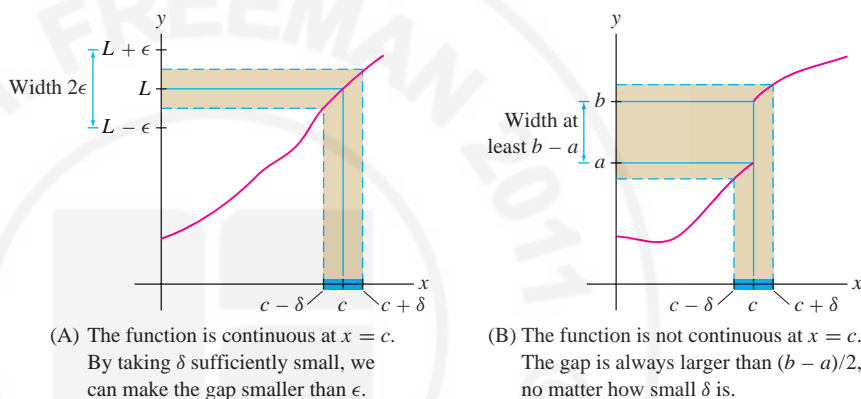 FREEMAN 2011
y
L + ϵ
Width 2ϵ
L
L − ϵ
x
c − δ c c + δ
(A) The function is continuous at x = c.
By taking δ sufficiently small, we
can make the gap smaller than ϵ.
y
b
Width at
least b − a
a
x
c − δ c c + δ
(B) The function is not continuous at x = c.
The gap is always larger than (b − a)/2,
no matter how small δ is.